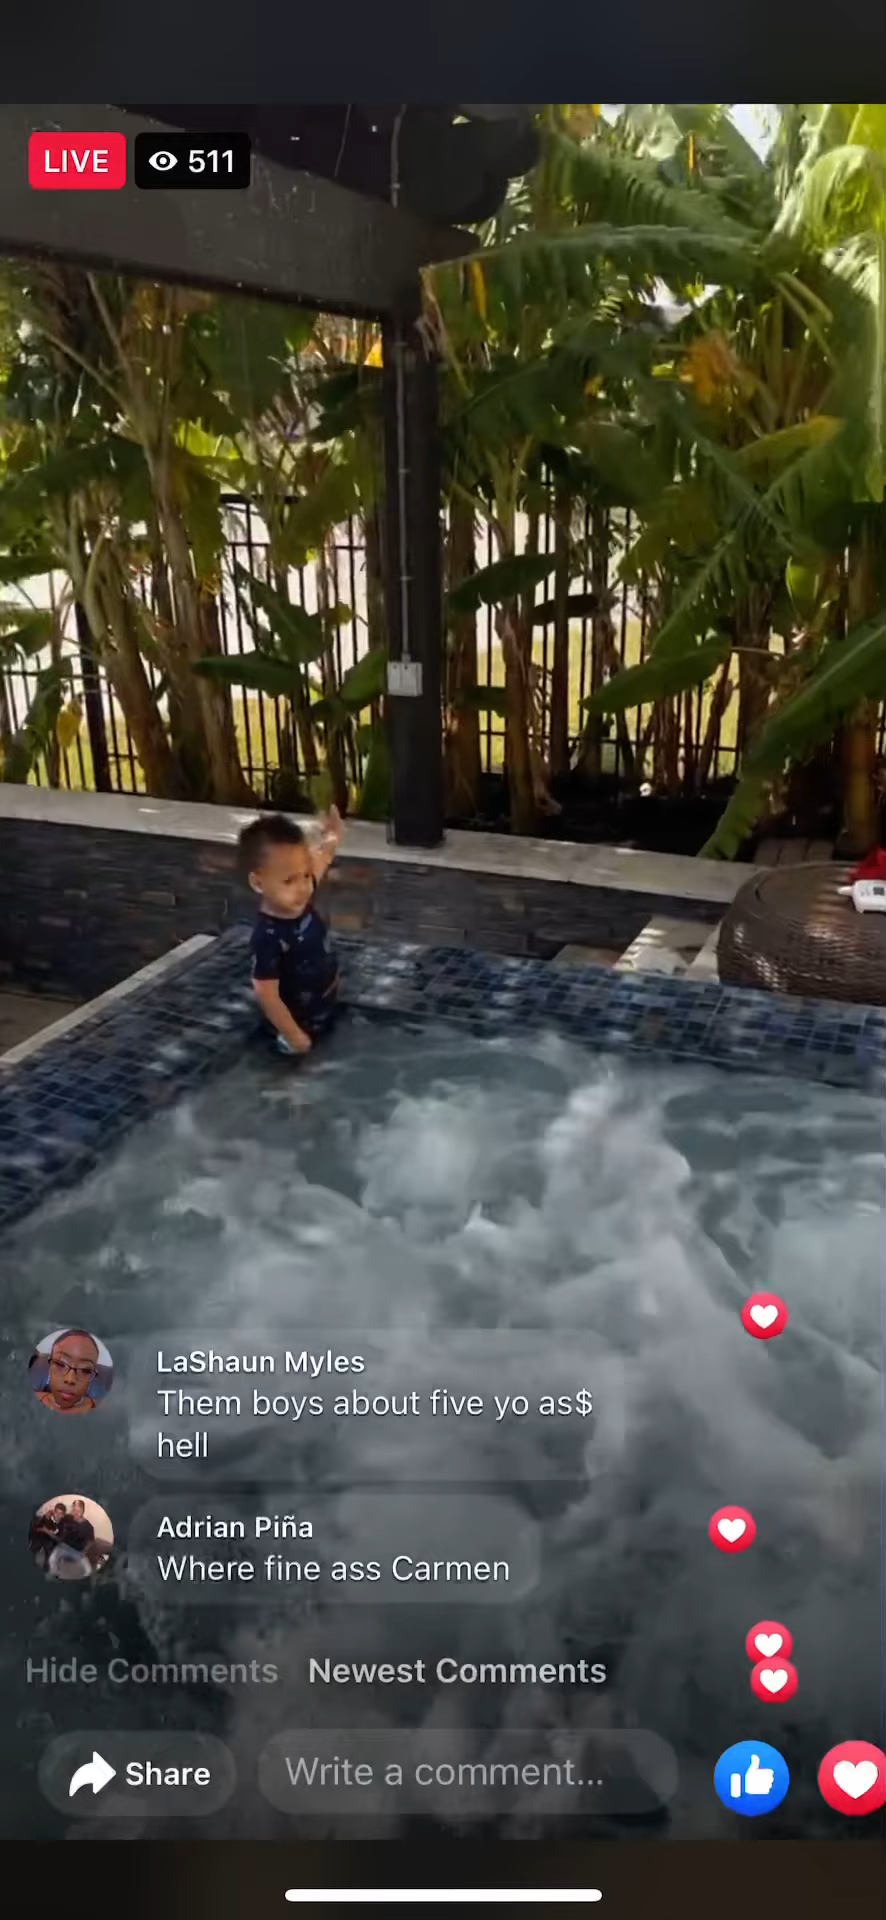 LIVE 511
LaShaun Myles
Them boys about five yo as$
hell
Adrian Piña
Where fine ass Carmen
Hide Comments Newest Comments
Share Write a comment...